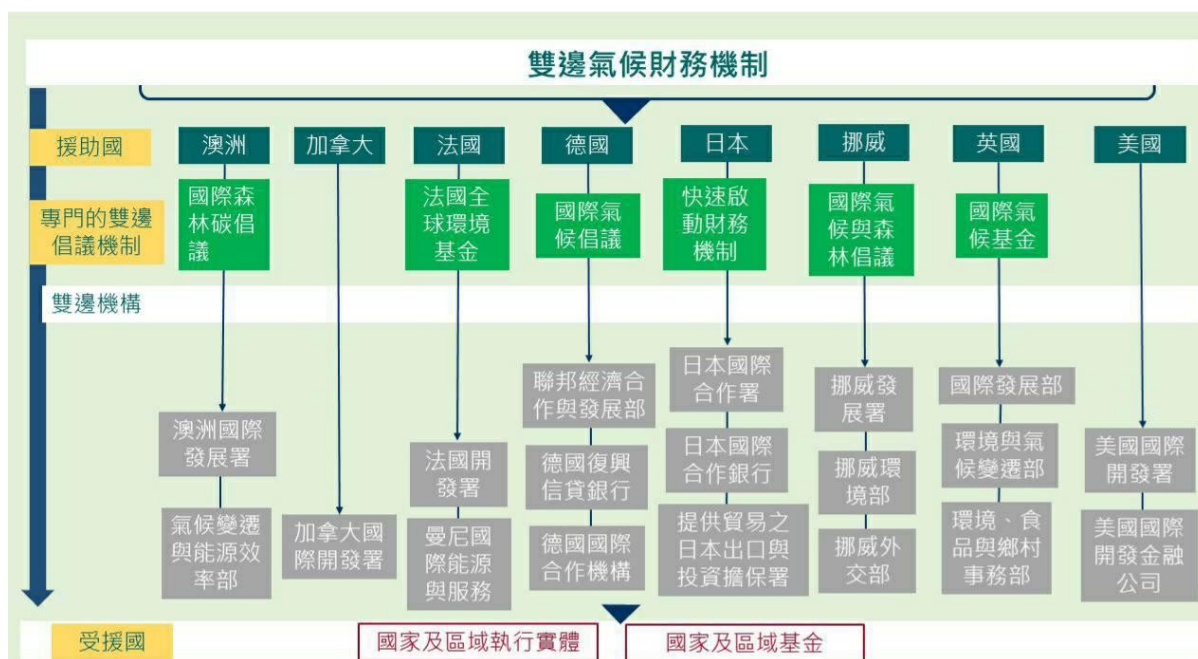 雙邊氣候財務機制
援助國
澳洲
加拿大
法國
德國
日本
挪威
英國
美國
專門的雙邊
倡議機制
國際森
林碳倡
議
法國全
球環境
基金
國際氣
候倡議
快速啟
動財務
機制
國際氣
候與森
林倡議
國際氣
候基金
雙邊機構
澳洲國際
發展署
氣候變遷
與能源效
率部
加拿大國
際開發署
法國開
發署
曼尼國
際能源
與服務
聯邦經濟合
作與發展部
德國復興
信貸銀行
德國國際
合作機構
日本國際
合作署
日本國際
合作銀行
提供貿易之
日本出口與
投資擔保署
挪威發
展署
挪威環
境部
挪威外
交部
國際發展部
環境與氣
候變遷部
環境、食
品與鄉村
事務部
美國國際
開發署
美國國際
開發金融
公司
受援國
國家及區域執行實體
國家及區域基金